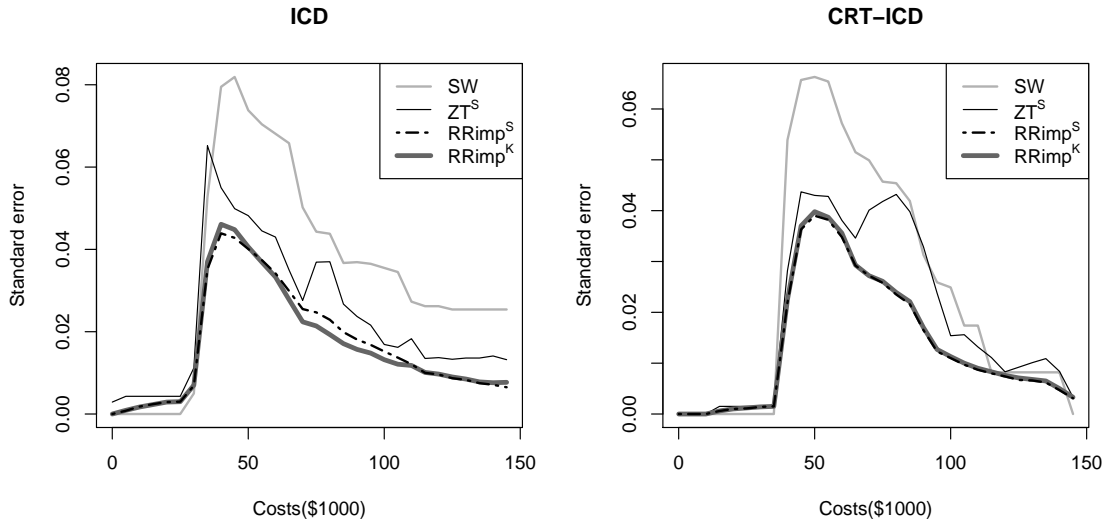 ICD
Standard error
0.00
0.02
0.04
0.06
0.08
0
50
100
150
Costs($1000)
SW
ZT^S
RRimp^S
RRimp^K
CRT–ICD
Standard error
0.00
0.02
0.04
0.06
0
50
100
150
Costs($1000)
SW
ZT^S
RRimp^S
RRimp^K